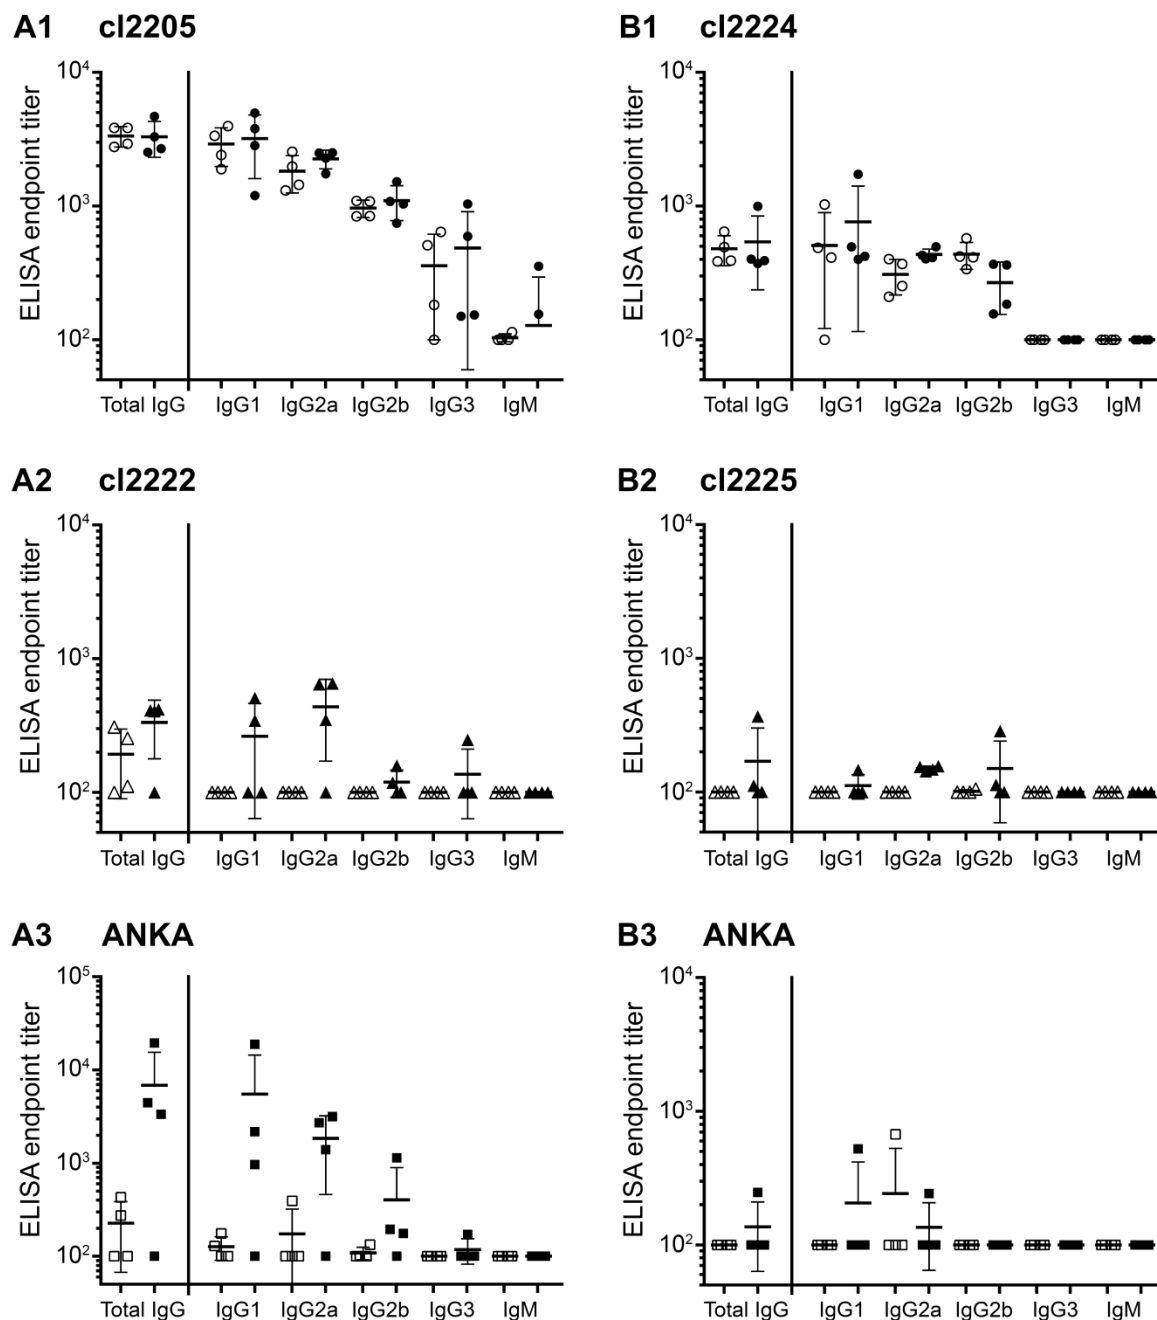 A1 cl2205
ELISA endpoint titer
10⁴
10³
10²
Total IgG IgG1 IgG2a IgG2b IgG3 IgM
B1 cl2224
ELISA endpoint titer
10⁴
10³
10²
Total IgG IgG1 IgG2a IgG2b IgG3 IgM
A2 cl2222
ELISA endpoint titer
10⁴
10³
10²
Total IgG IgG1 IgG2a IgG2b IgG3 IgM
B2 cl2225
ELISA endpoint titer
10⁴
10³
10²
Total IgG IgG1 IgG2a IgG2b IgG3 IgM
A3 ANKA
ELISA endpoint titer
10⁵
10⁴
10³
10²
Total IgG IgG1 IgG2a IgG2b IgG3 IgM
B3 ANKA
ELISA endpoint titer
10⁴
10³
10²
Total IgG IgG1 IgG2a IgG2b IgG3 IgM